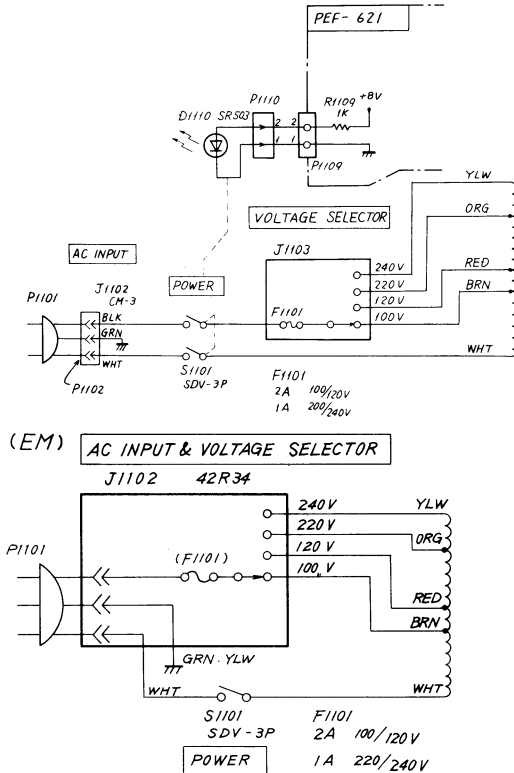 PEF-621
P1110
R1109 +8V
1K
D1110 SR503
2 2
1 1
P1109
YLW
VOLTAGE SELECTOR
ORG
AC INPUT
J1103
RED
240V
220V
BRN
POWER
120V
P1101
J1102
CM-3
F1101
100V
BLK
GRN
WHT
WHT
P1102
S1101
SDV-3P
F1101
2A 100/120V
1A 200/240V
(EM)
AC INPUT & VOLTAGE SELECTOR
J1102 42R34
240V YLW
220V
ORG
P1101
(F1101)
120V
100V
RED
BRN
GRN.YLW
WHT
WHT
S1101
SDV-3P
F1101
2A 100/120V
POWER
1A 220/240V